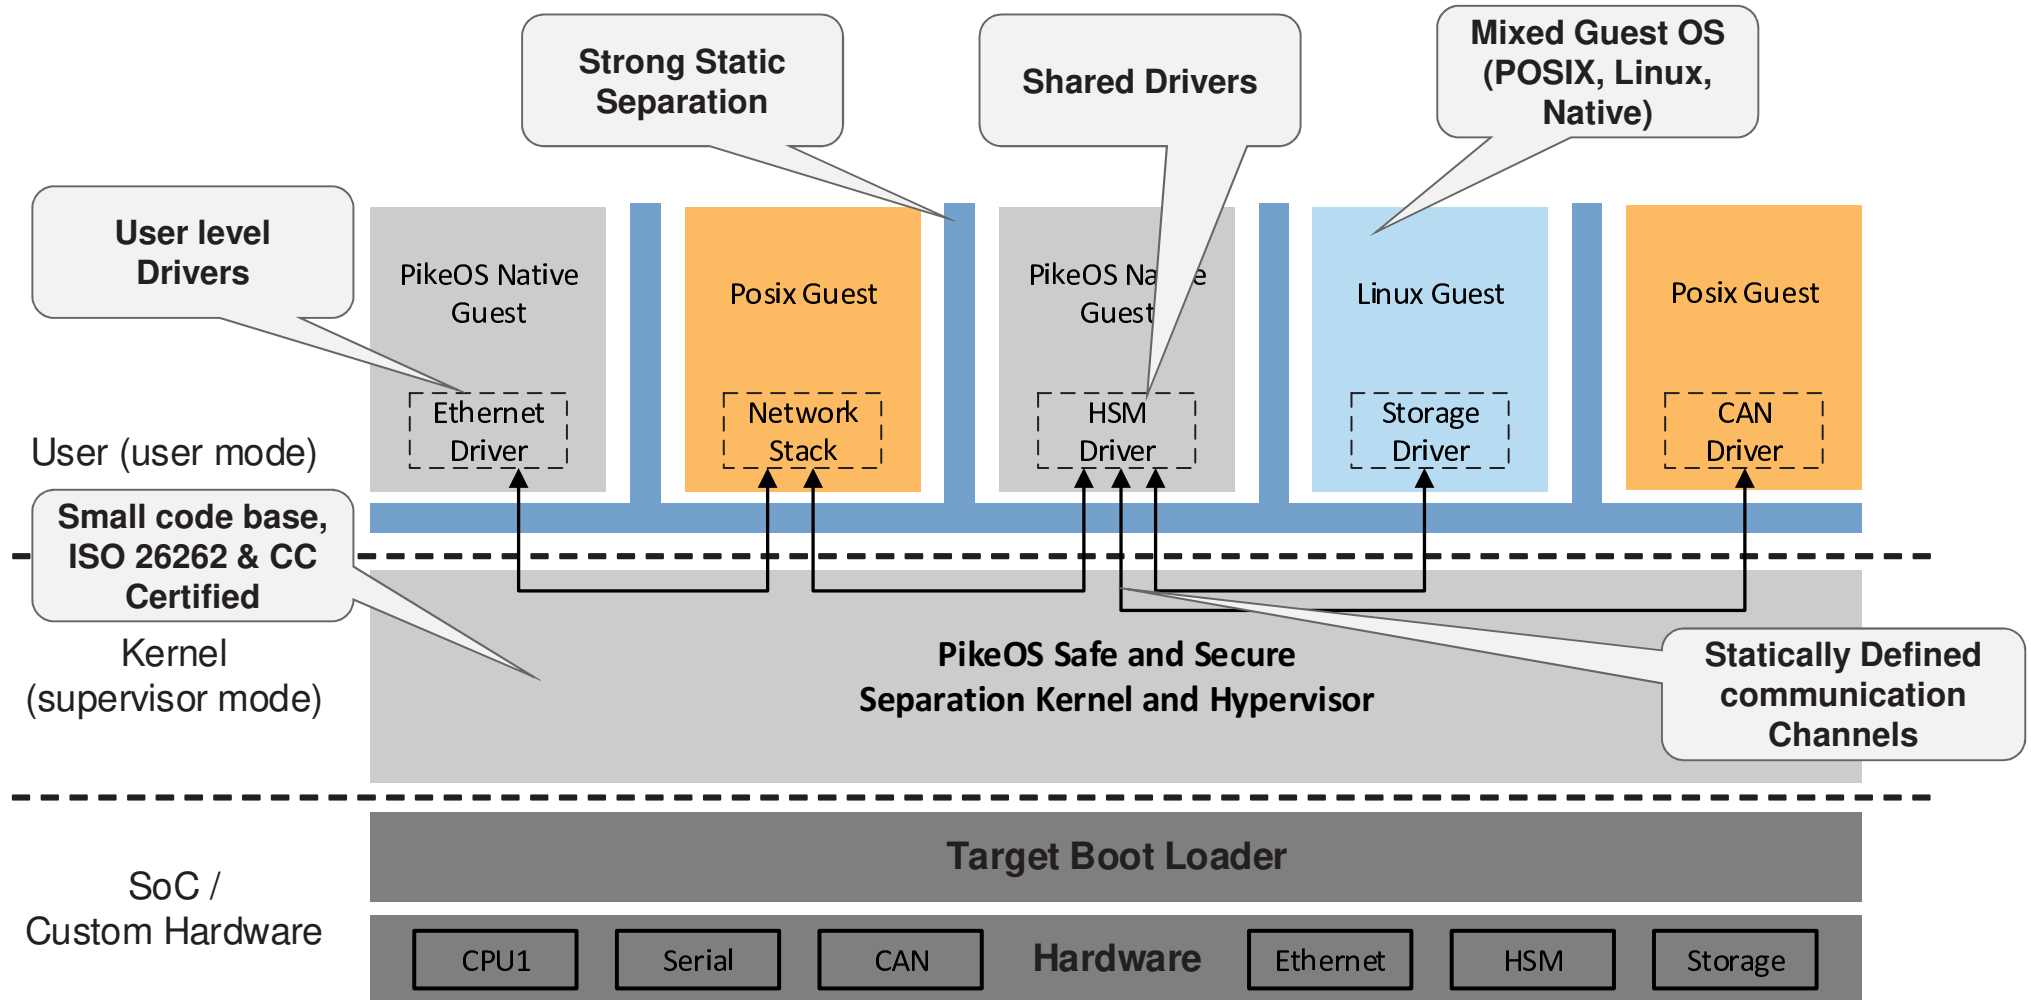 Strong Static
Separation
Shared Drivers
Mixed Guest OS
(POSIX, Linux,
Native)
User level
Drivers
PikeOS Native
Guest
Posix Guest
PikeOS Native
Guest
Linux Guest
Posix Guest
Ethernet
Driver
Network
Stack
HSM
Driver
Storage
Driver
CAN
Driver
User (user mode)
Small code base,
ISO 26262 & CC
Certified
Kernel
(supervisor mode)
PikeOS Safe and Secure
Separation Kernel and Hypervisor
Statically Defined
communication
Channels
Target Boot Loader
SoC /
Custom Hardware
CPU1
Serial
CAN
Hardware
Ethernet
HSM
Storage